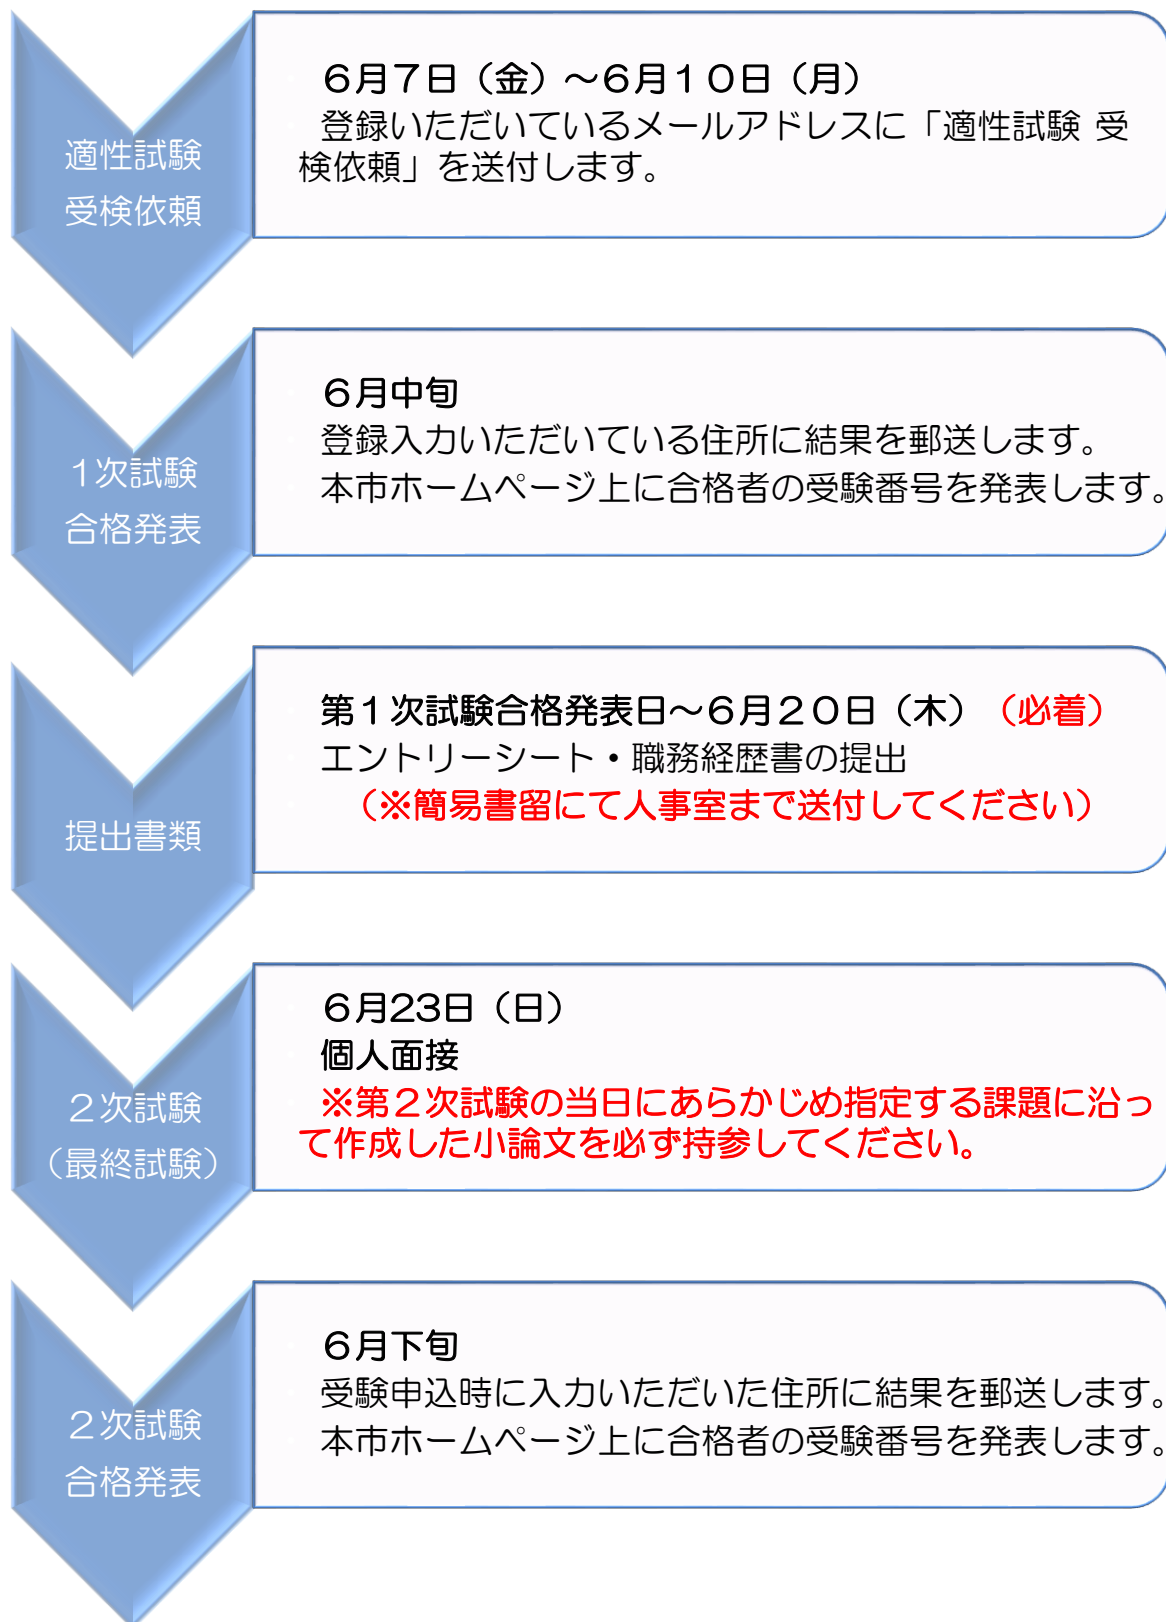 適性試験
受検依頼
６月７日（金）～６月１０日（月）
登録いただいているメールアドレスに「適性試験 受
検依頼」を送付します。
１次試験
合格発表
６月中旬
登録入力いただいている住所に結果を郵送します。
本市ホームページ上に合格者の受験番号を発表します。
提出書類
第１次試験合格発表日～６月２０日（木）（必着）
エントリーシート・職務経歴書の提出
（※簡易書留にて人事室まで送付してください）
２次試験
（最終試験）
６月23日（日）
個人面接
※第２次試験の当日にあらかじめ指定する課題に沿っ
て作成した小論文を必ず持参してください。
２次試験
合格発表
６月下旬
受験申込時に入力いただいた住所に結果を郵送します。
本市ホームページ上に合格者の受験番号を発表します。